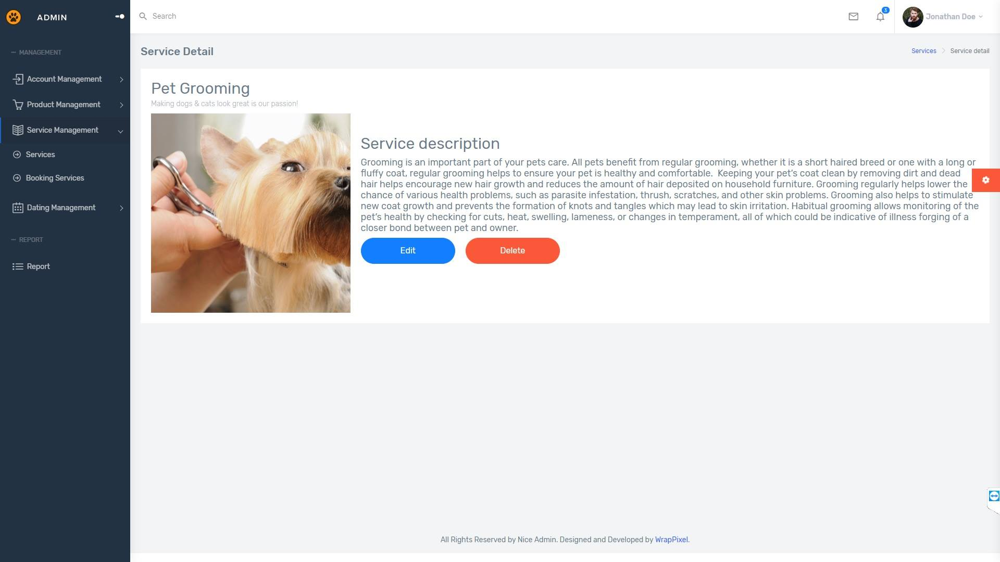 ADMIN
Search
3
Jonathan Doe
MANAGEMENT
Account Management
Product Management
Service Management
Services
Booking Services
Dating Management
REPORT
Report
Service Detail
Services
Service detail
Pet Grooming
Making dogs & cats look great is our passion!
Service description
Grooming is an important part of your pets care. All pets benefit from regular grooming, whether it is a short haired breed or one with a long or
fluffy coat, regular grooming helps to ensure your pet is healthy and comfortable.  Keeping your pet’s coat clean by removing dirt and dead
hair helps encourage new hair growth and reduces the amount of hair deposited on household furniture. Grooming regularly helps lower the
chance of various health problems, such as parasite infestation, thrush, scratches, and other skin problems. Grooming also helps to stimulate
new coat growth and prevents the formation of knots and tangles which may lead to skin irritation. Habitual grooming allows monitoring of the
pet’s health by checking for cuts, heat, swelling, lameness, or changes in temperament, all of which could be indicative of illness forging of a
closer bond between pet and owner.
Edit
Delete
All Rights Reserved by Nice Admin. Designed and Developed by WrapPixel.